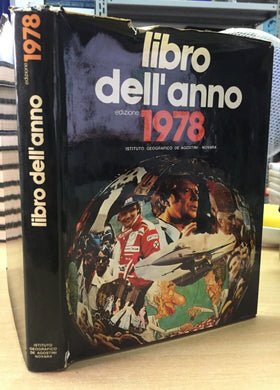 edizione 1978
libro dell'anno
ISTITUTO
GEOGRAFICO
DE AGOSTINI
NOVARA
libro
dell'anno
edizione 1978
ISTITUTO GEOGRAFICO DE AGOSTINI - NOVARA